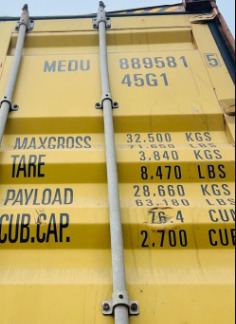 MEDU 889581 5
45G1
MAXGROSS 32.500 KGS
71.650 LBS
TARE 3.840 KGS
8.470 LBS
PAYLOAD 28.660 KGS
63.180 LBS
CUB.CAP. 76.4 CUM
2.700 CUF